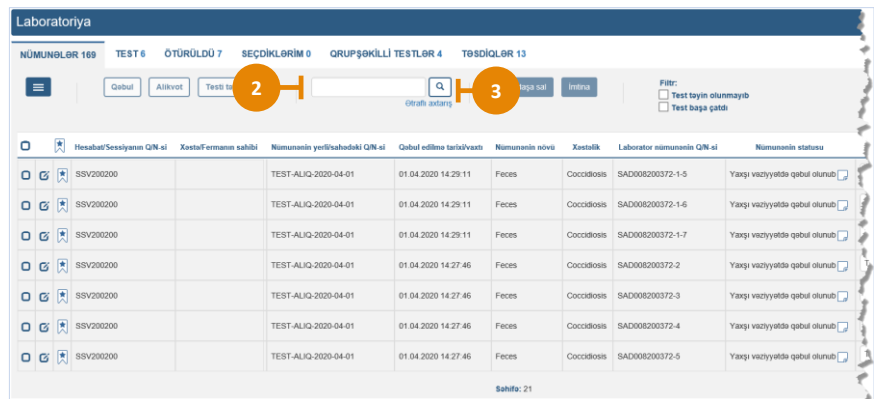 Laboratoriya
NÜMUNƏLƏR 169 TEST 6 ÖTÜRÜLDÜ 7 SEÇDİKLƏRİM 0 QRUPŞƏKİLLİ TESTLƏR 4 TƏSDİQLƏR 13
Qəbul Alikvot Testi 2 3 sal İmtina
Ətraflı axtarış
Filtr:
Test təyin olunmayıb
Test başa çatdı
Hesabat/Sessiyanın Q/N-si Xəstə/Fermanın sahibi Nümunənin yerli/sahədəki Q/N-si Qəbul edilmə tarixi/vaxtı Nümunənin növü Xəstəlik Laborator nümunənin Q/N-si Nümunənin statusu
SSV200200 TEST-ALIQ-2020-04-01 01.04.2020 14:29:11 Feces Coccidiosis SAD008200372-1-5 Yaxşı vəziyyətdə qəbul olunub
SSV200200 TEST-ALIQ-2020-04-01 01.04.2020 14:29:11 Feces Coccidiosis SAD008200372-1-6 Yaxşı vəziyyətdə qəbul olunub
SSV200200 TEST-ALIQ-2020-04-01 01.04.2020 14:29:11 Feces Coccidiosis SAD008200372-1-7 Yaxşı vəziyyətdə qəbul olunub
SSV200200 TEST-ALIQ-2020-04-01 01.04.2020 14:27:46 Feces Coccidiosis SAD008200372-2 Yaxşı vəziyyətdə qəbul olunub
SSV200200 TEST-ALIQ-2020-04-01 01.04.2020 14:27:46 Feces Coccidiosis SAD008200372-3 Yaxşı vəziyyətdə qəbul olunub
SSV200200 TEST-ALIQ-2020-04-01 01.04.2020 14:27:46 Feces Coccidiosis SAD008200372-4 Yaxşı vəziyyətdə qəbul olunub
SSV200200 TEST-ALIQ-2020-04-01 01.04.2020 14:27:46 Feces Coccidiosis SAD008200372-5 Yaxşı vəziyyətdə qəbul olunub
Səhifə: 21